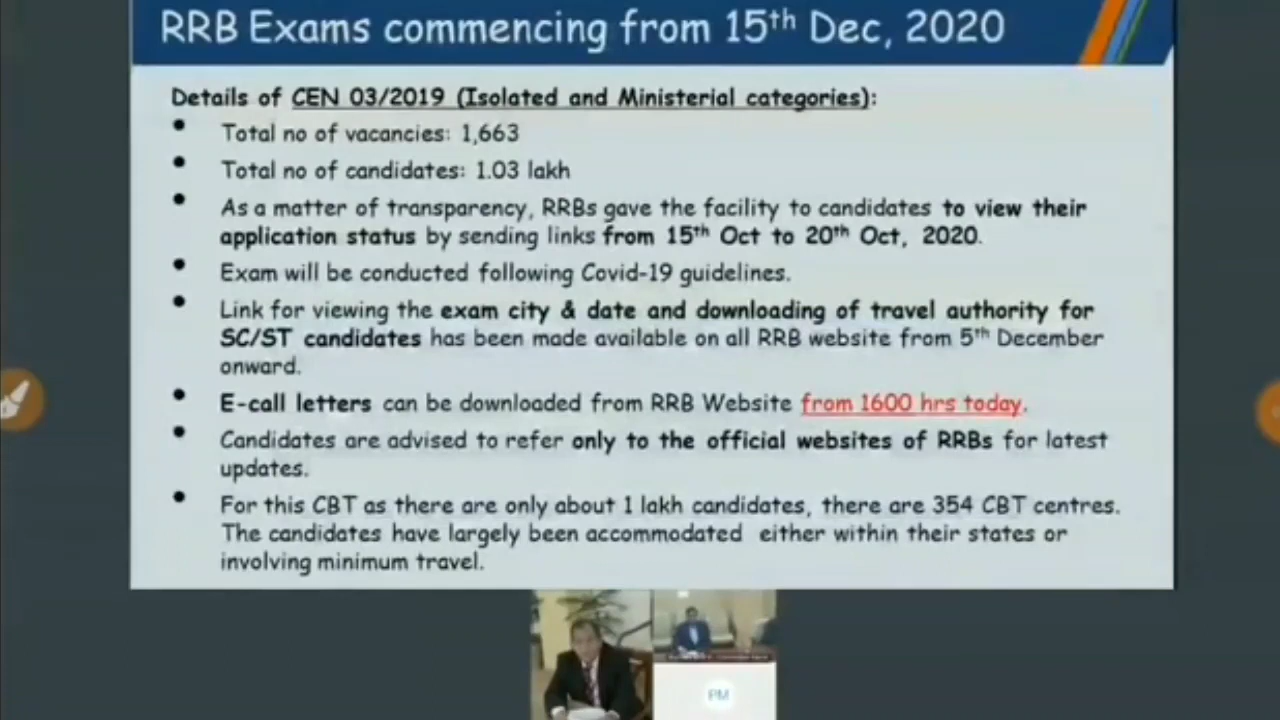 RRB Exams commencing from 15th Dec, 2020
Details of CEN 03/2019 (Isolated and Ministerial categories):
• Total no of vacancies: 1,663
• Total no of candidates: 1.03 lakh
• As a matter of transparency, RRBs gave the facility to candidates to view their
application status by sending links from 15th Oct to 20th Oct, 2020.
• Exam will be conducted following Covid-19 guidelines.
• Link for viewing the exam city & date and downloading of travel authority for
SC/ST candidates has been made available on all RRB website from 5th December
onward.
• E-call letters can be downloaded from RRB Website from 1600 hrs today.
• Candidates are advised to refer only to the official websites of RRBs for latest
updates.
• For this CBT as there are only about 1 lakh candidates, there are 354 CBT centres.
The candidates have largely been accommodated either within their states or
involving minimum travel.
PM